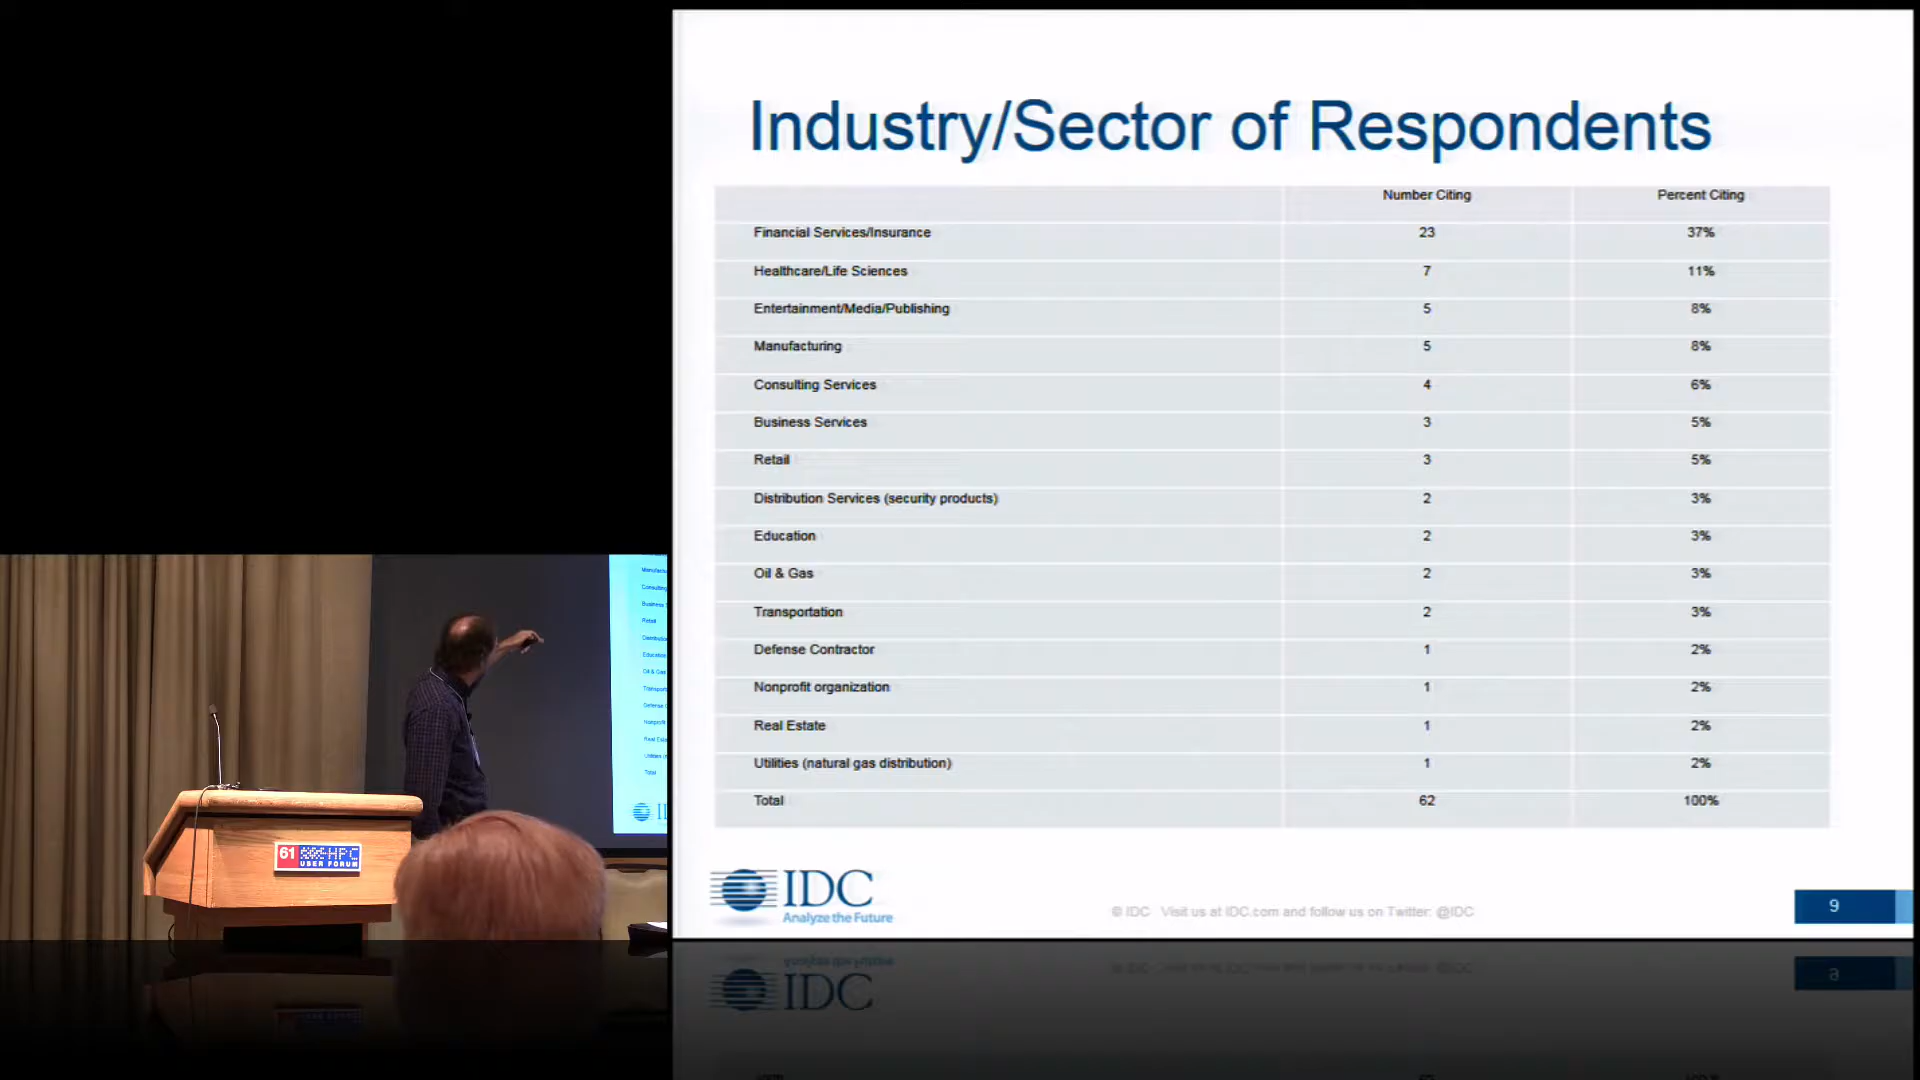 Industry/Sector of Respondents
Number Citing Percent Citing
Financial Services/Insurance 23 37%
Healthcare/Life Sciences 7 11%
Entertainment/Media/Publishing 5 8%
Manufacturing 5 8%
Consulting Services 4 6%
Business Services 3 5%
Retail 3 5%
Distribution Services (security products) 2 3%
Education 2 3%
Oil & Gas 2 3%
Transportation 2 3%
Defense Contractor 1 2%
Nonprofit organization 1 2%
Real Estate 1 2%
Utilities (natural gas distribution) 1 2%
Total 62 100%
IDC
Analyze the Future
© IDC Visit us at IDC.com and follow us on Twitter: @IDC
9
Retail
Oil & Gas
Total
61 HPC
USER FORUM